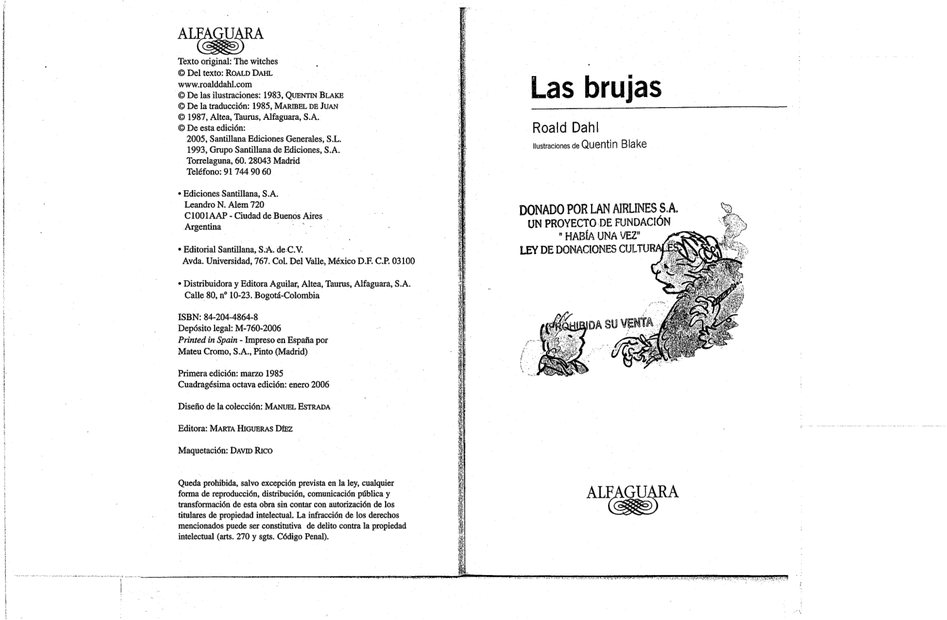 ALFAGUARA
Texto original: The witches
© Del texto: ROALD DAHL
www.roalddahl.com
© De las ilustraciones: 1983, QUENTIN BLAKE
© De la traducción: 1985, MARIBEL DE JUAN
© 1987, Altea, Taurus, Alfaguara, S.A.
© De esta edición:
2005, Santillana Ediciones Generales, S.L.
1993, Grupo Santillana de Ediciones, S.A.
Torrelaguna, 60. 28043 Madrid
Teléfono: 91 744 90 60
• Ediciones Santillana, S.A.
Leandro N. Alem 720
C1001AAP - Ciudad de Buenos Aires
Argentina
• Editorial Santillana, S.A. de C.V.
Avda. Universidad, 767. Col. Del Valle, México D.F. C.P. 03100
• Distribuidora y Editora Aguilar, Altea, Taurus, Alfaguara, S.A.
Calle 80, nº 10-23. Bogotá-Colombia
ISBN: 84-204-4864-8
Depósito legal: M-760-2006
Printed in Spain - Impreso en España por
Mateu Cromo, S.A., Pinto (Madrid)
Primera edición: marzo 1985
Cuadragésima octava edición: enero 2006
Diseño de la colección: MANUEL ESTRADA
Editora: MARTA HIGUERAS DÍEZ
Maquetación: DAVID RICO
Queda prohibida, salvo excepción prevista en la ley, cualquier
forma de reproducción, distribución, comunicación pública y
transformación de esta obra sin contar con autorización de los
titulares de propiedad intelectual. La infracción de los derechos
mencionados puede ser constitutiva de delito contra la propiedad
intelectual (arts. 270 y sgts. Código Penal).
Las brujas
Roald Dahl
Ilustraciones de Quentin Blake
DONADO POR LAN AIRLINES S.A.
UN PROYECTO DE FUNDACIÓN
" HABÍA UNA VEZ"
LEY DE DONACIONES CULTURALES
PROHIBIDA SU VENTA
ALFAGUARA